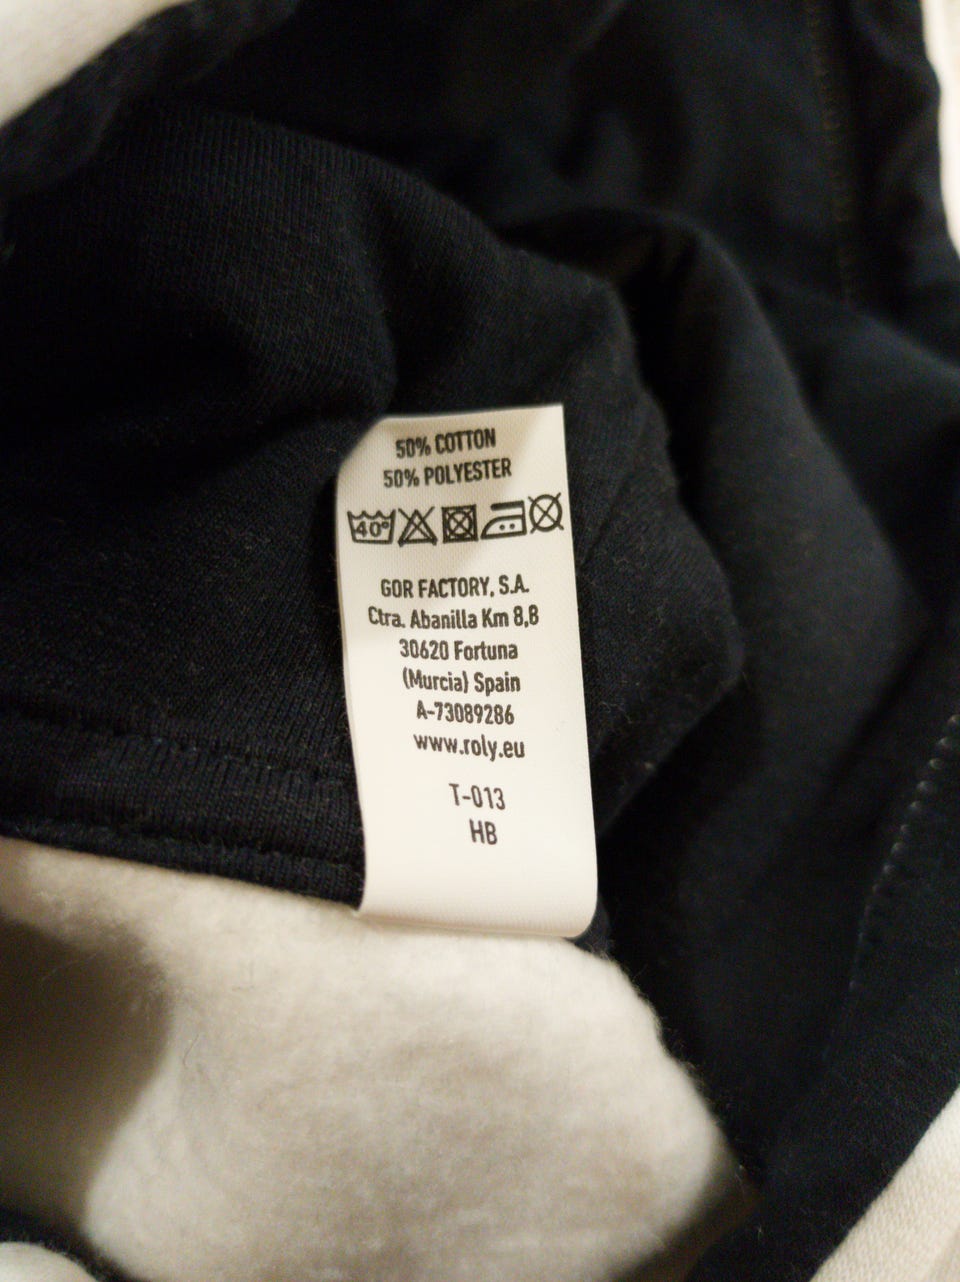 50% COTTON
50% POLYESTER
40°
GOR FACTORY, S.A.
Ctra. Abanilla Km 8,8
30620 Fortuna
(Murcia) Spain
A-73089286
www.roly.eu
T-013
HB